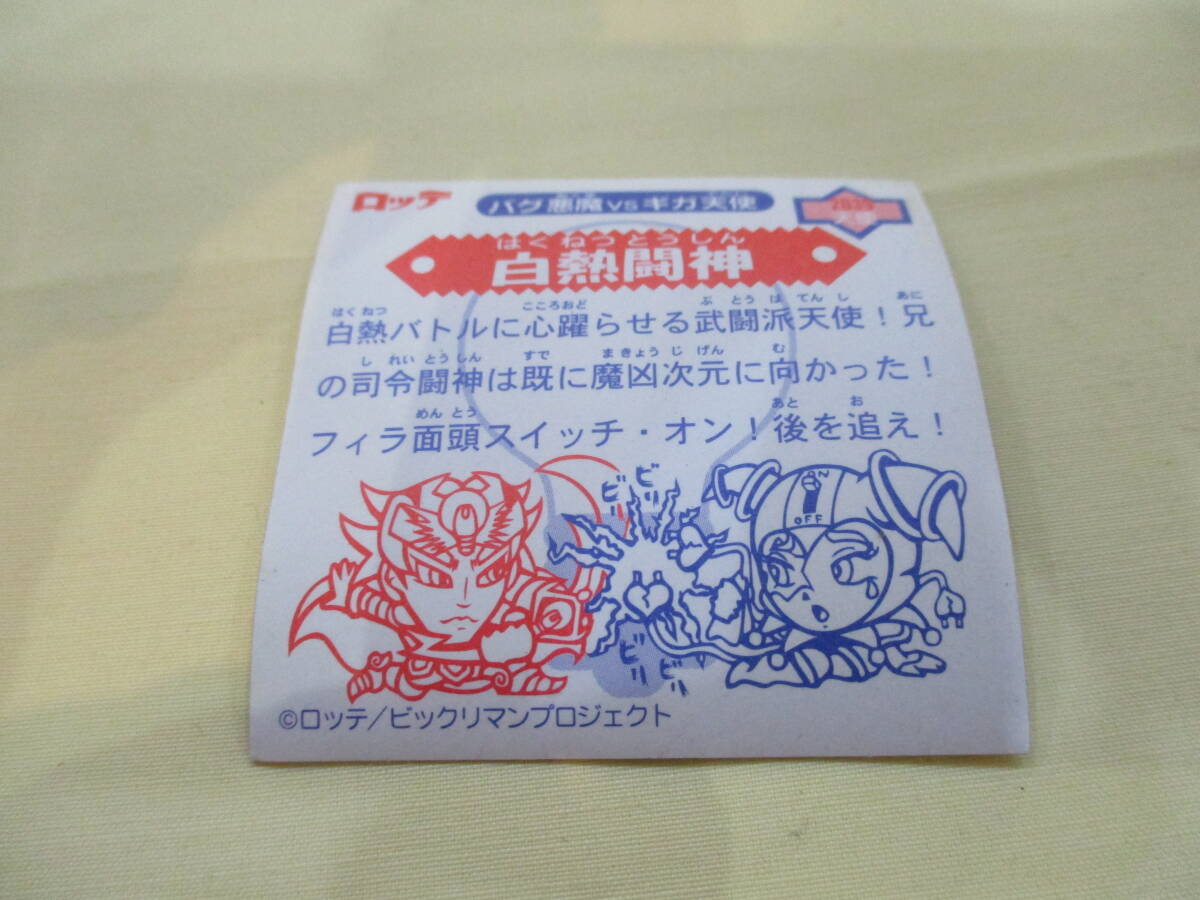 ロッテ
バグ悪魔vsギガ天使
はくねつとうしん
白熱闘神
はくねつ こころおど ぶとうはてんし あに
白熱バトルに心躍らせる武闘派天使！兄
しれいとうしん すで まきょうじげん む
の司令闘神は既に魔凶次元に向かった！
めんとう あと お
フィラ面頭スイッチ・オン！後を追え！
ビリ
ビリ
ON
OFF
ビリ
ビリ
©ロッテ/ビックリマンプロジェクト